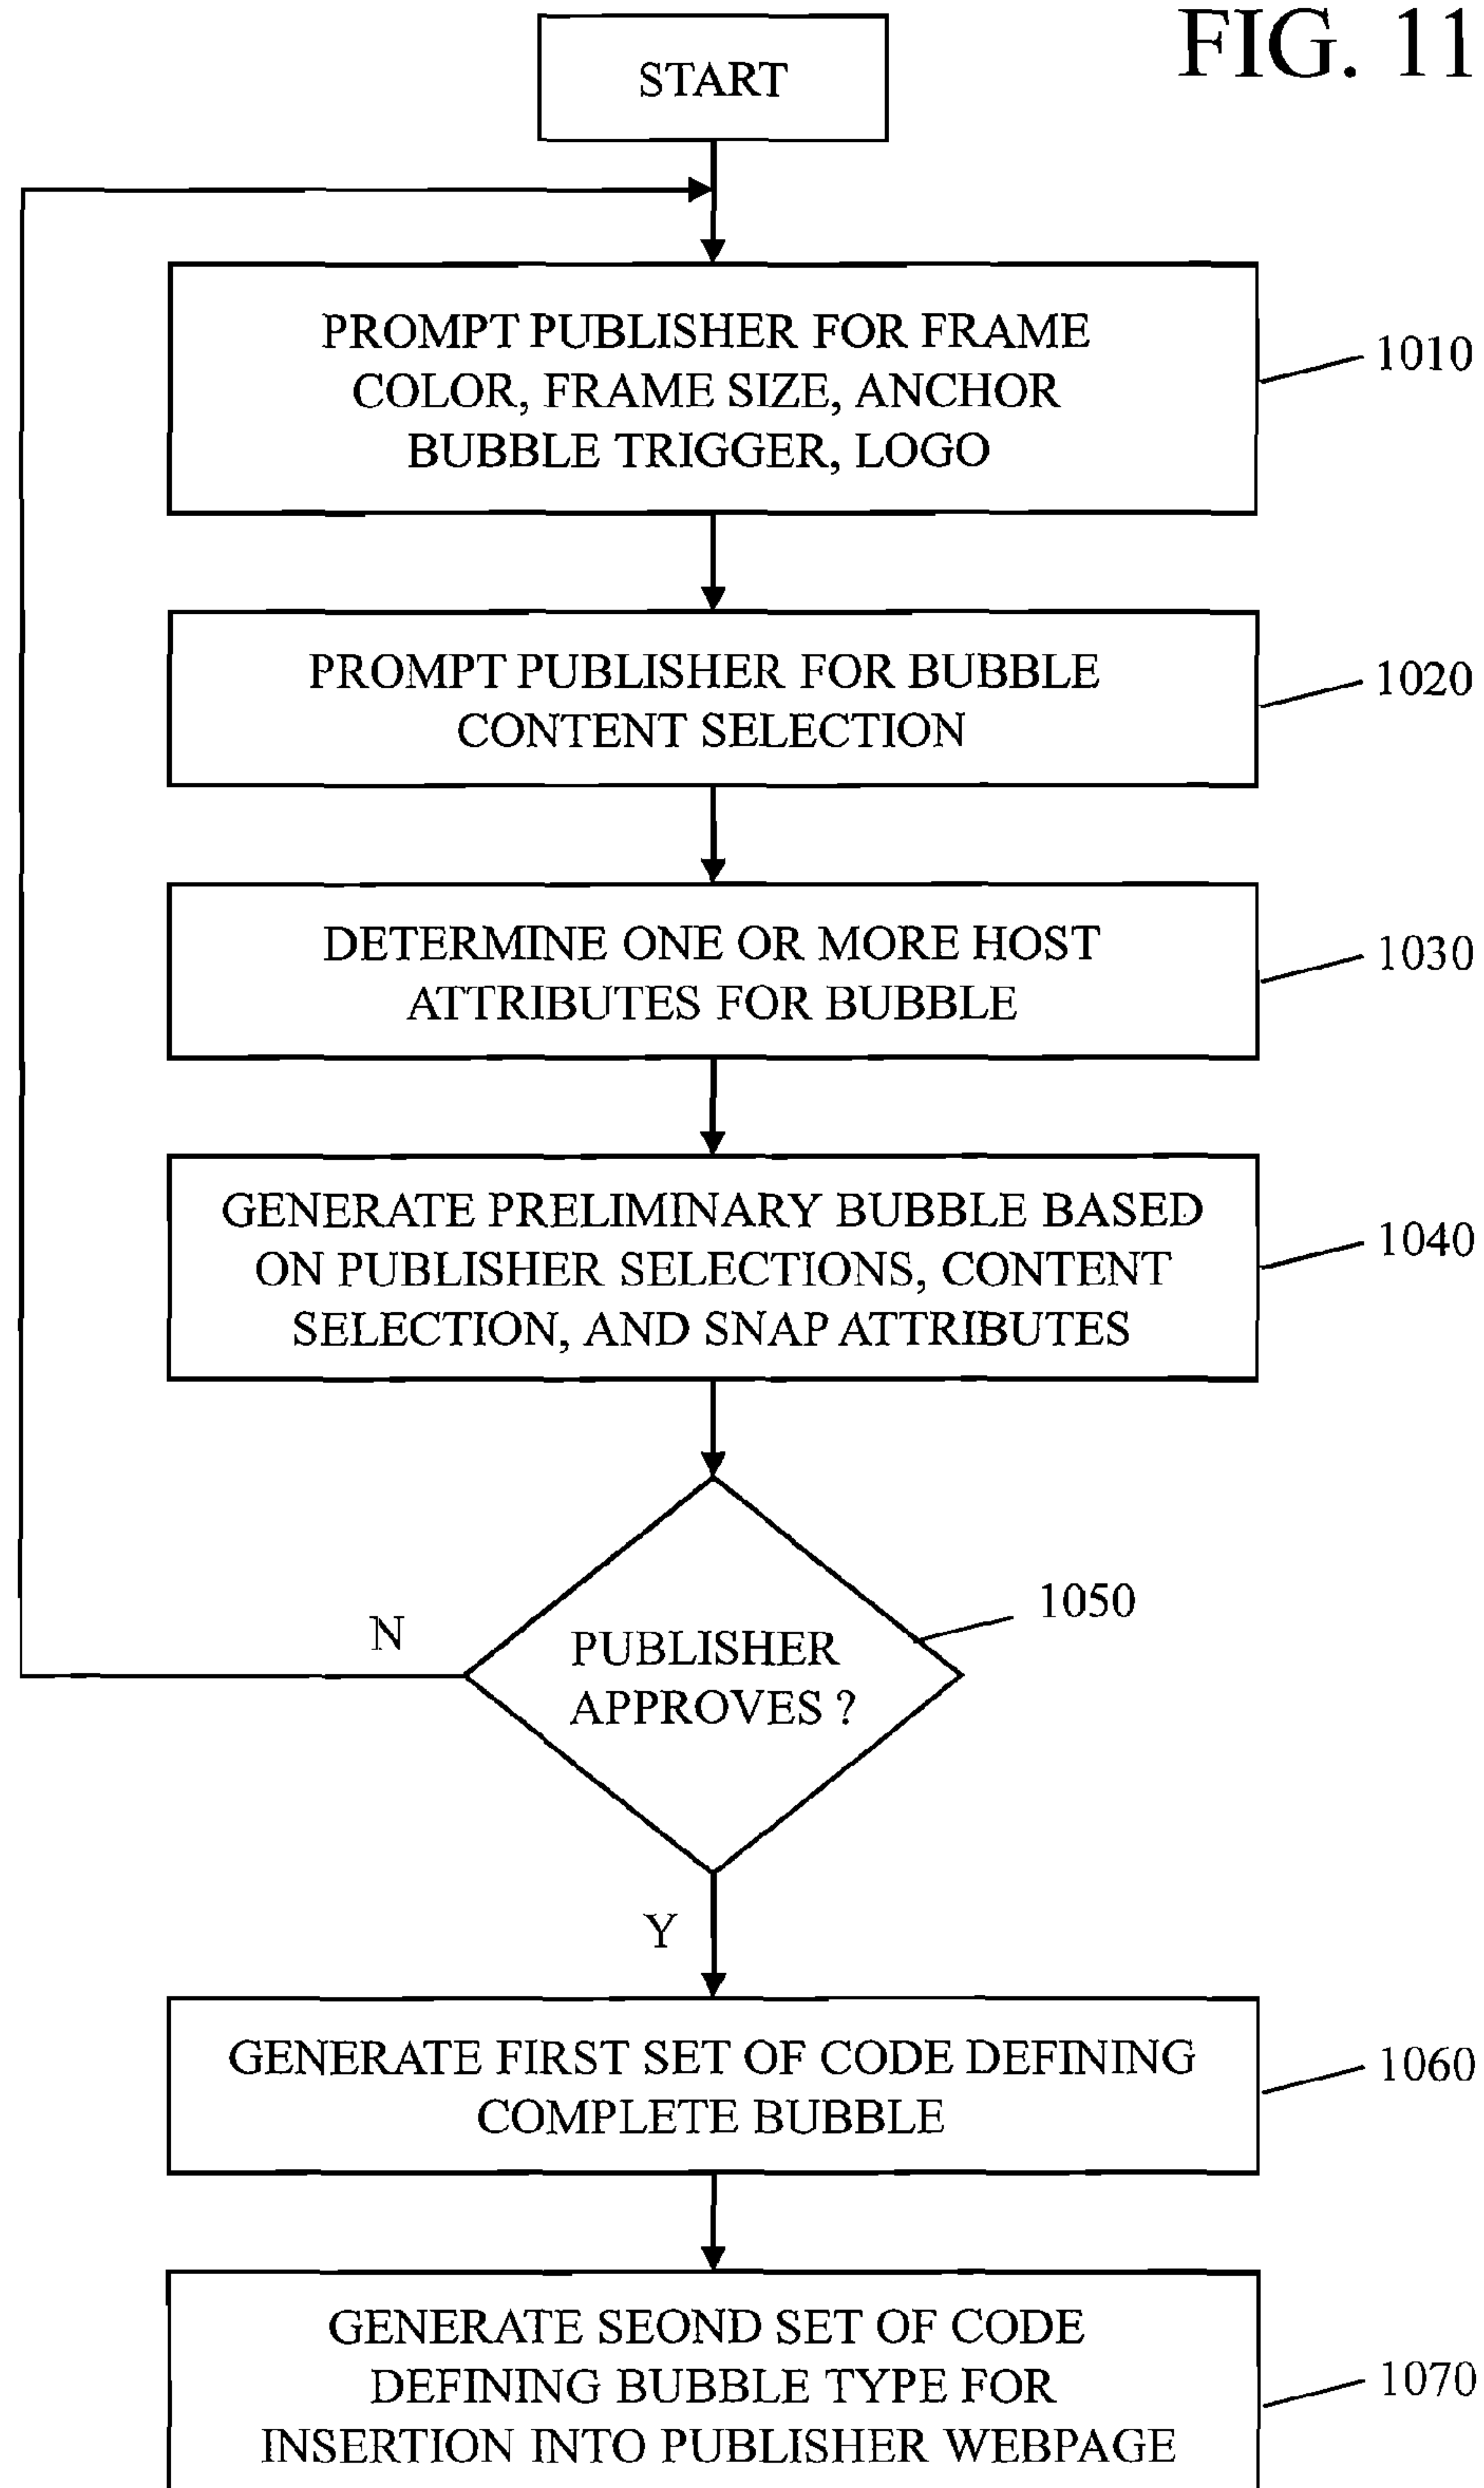 FIG. 11
START
PROMPT PUBLISHER FOR FRAME
COLOR, FRAME SIZE, ANCHOR
BUBBLE TRIGGER, LOGO
1010
PROMPT PUBLISHER FOR BUBBLE
CONTENT SELECTION
1020
DETERMINE ONE OR MORE HOST
ATTRIBUTES FOR BUBBLE
1030
GENERATE PRELIMINARY BUBBLE BASED
ON PUBLISHER SELECTIONS, CONTENT
SELECTION, AND SNAP ATTRIBUTES
1040
PUBLISHER
APPROVES ?
1050
N
Y
GENERATE FIRST SET OF CODE DEFINING
COMPLETE BUBBLE
1060
GENERATE SEOND SET OF CODE
DEFINING BUBBLE TYPE FOR
INSERTION INTO PUBLISHER WEBPAGE
1070